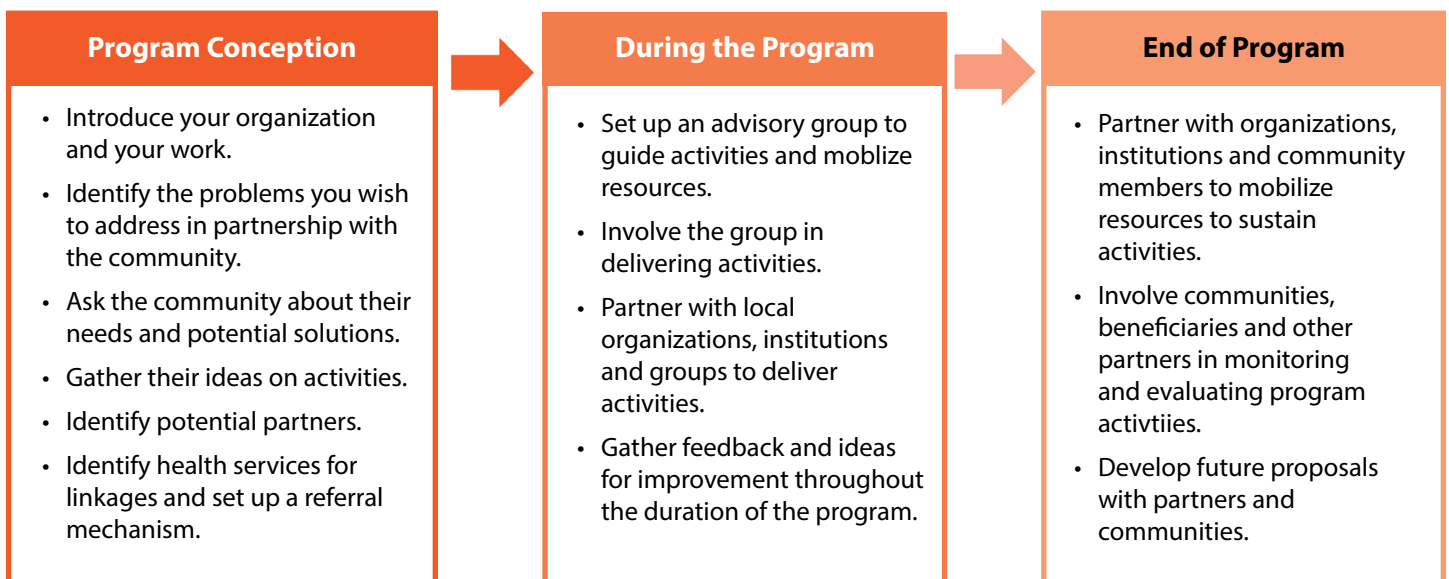 Program Conception
• Introduce your organization
and your work.
• Identify the problems you wish
to address in partnership with
the community.
• Ask the community about their
needs and potential solutions.
• Gather their ideas on activities.
• Identify potential partners.
• Identify health services for
linkages and set up a referral
mechanism.
During the Program
• Set up an advisory group to
guide activities and moblize
resources.
• Involve the group in
delivering activities.
• Partner with local
organizations, institutions
and groups to deliver
activities.
• Gather feedback and ideas
for improvement throughout
the duration of the program.
End of Program
• Partner with organizations,
institutions and community
members to mobilize
resources to sustain
activities.
• Involve communities,
beneficiaries and other
partners in monitoring
and evaluating program
activtiies.
• Develop future proposals
with partners and
communities.